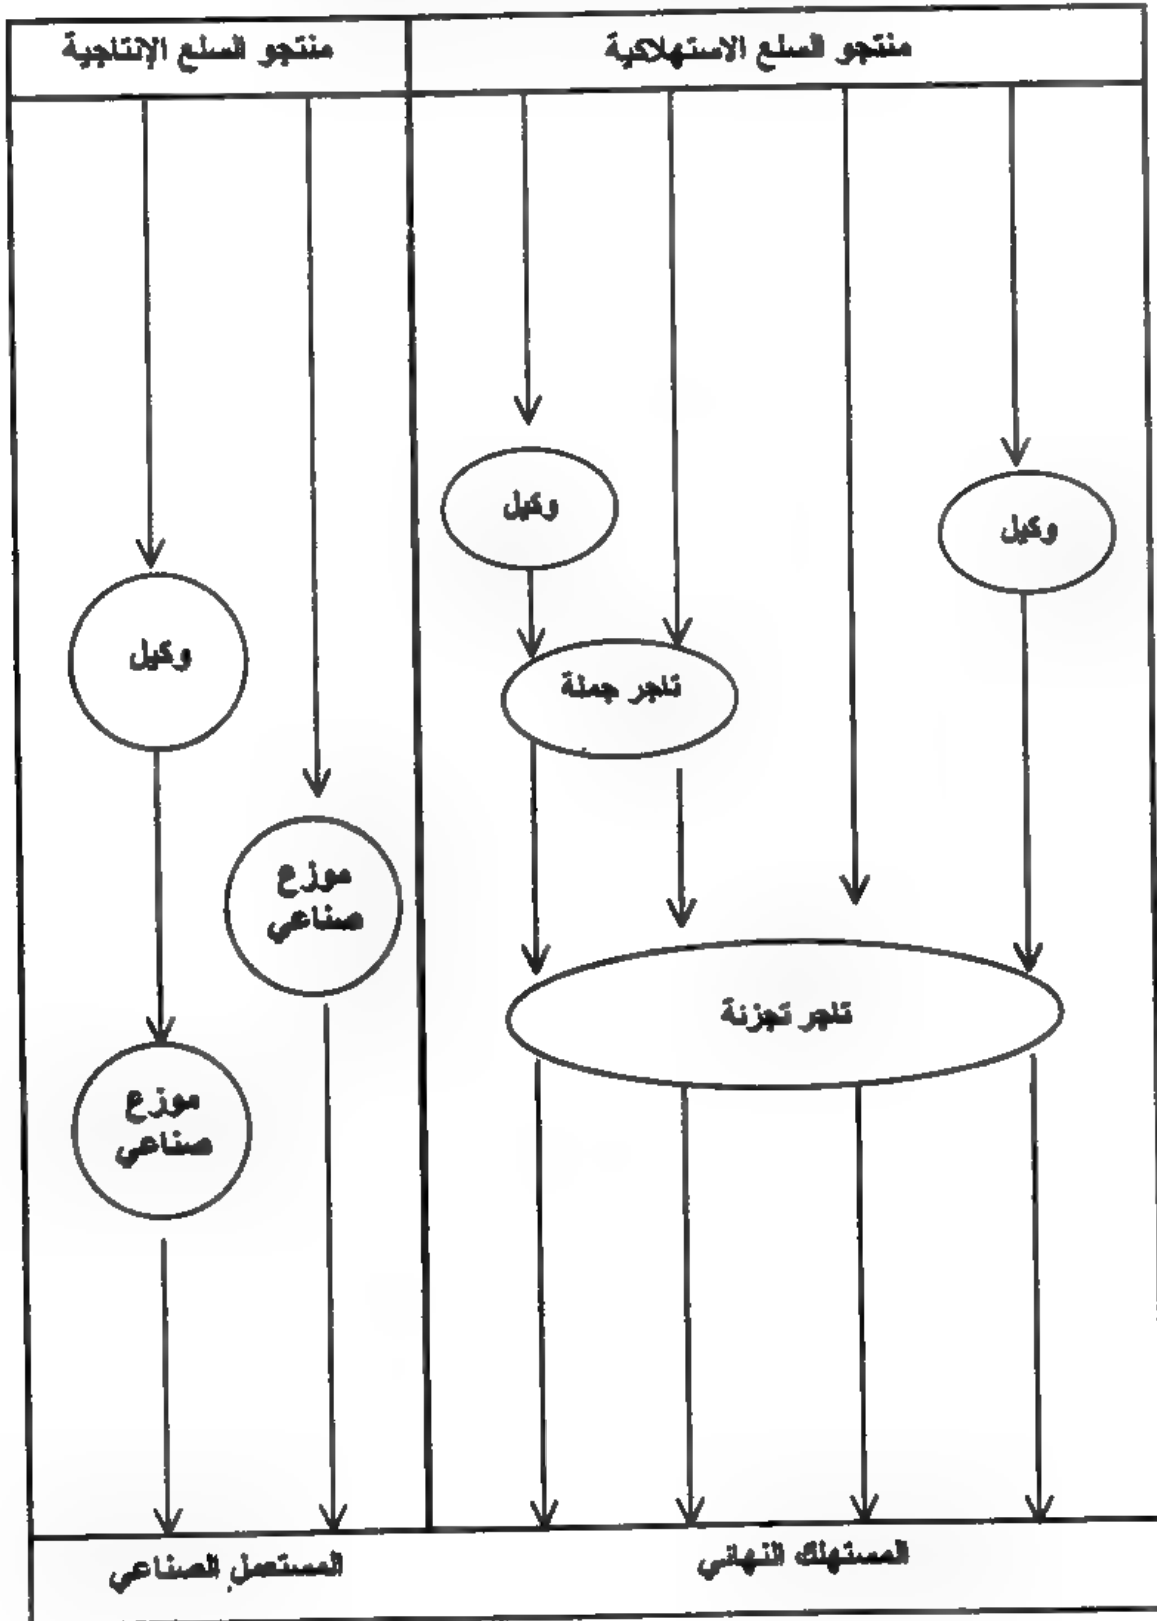 منتجو السلع الاستهلاكية
منتجو السلع الإنتاجية
وكيل
وكيل
تاجر جملة
تاجر تجزئة
وكيل
موزع
صناعي
موزع
صناعي
المستهلك النهائي
المستعمل الصناعي